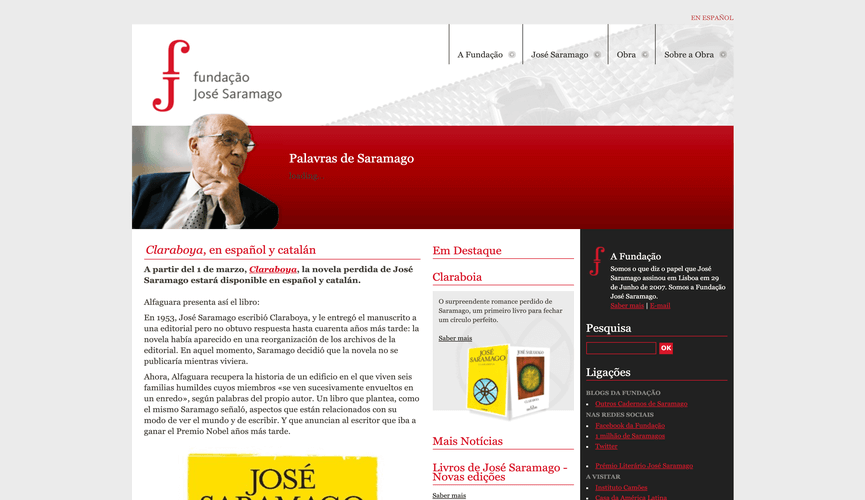 EN ESPAÑOL
fundação
José Saramago
A Fundação
José Saramago
Obra
Sobre a Obra
Palavras de Saramago
Claraboya, en español y catalán
A partir del 1 de marzo, Claraboya, la novela perdida de José
Saramago estará disponible en español y catalán.
Alfaguara presenta así el libro:
En 1953, José Saramago escribió Claraboya, y le entregó el manuscrito a
una editorial pero no obtuvo respuesta hasta cuarenta años más tarde: la
novela había aparecido en una reorganización de los archivos de la
editorial. En aquel momento, Saramago decidió que la novela no se
publicaría mientras viviera.
Ahora, Alfaguara recupera la historia de un edificio en el que viven seis
familias humildes cuyos miembros «se ven sucesivamente envueltos en
un enredo», según palabras del propio autor. Un libro que plantea, como
el mismo Saramago señaló, aspectos que están relacionados con su
modo de ver el mundo y de escribir. Y que anuncian al escritor que iba a
ganar el Premio Nobel años más tarde.
JOSÉ
SARAMAGO
Em Destaque
Claraboia
O surpreendente romance perdido de
Saramago, um primeiro livro para fechar
um círculo perfeito.
Saber mais
JOSÉ
SARAMAGO
JOSÉ SARAMAGO
Mais Notícias
Livros de José Saramago -
Novas edições
Saber mais
A Fundação
Somos o que diz o papel que José
Saramago assinou em Lisboa em 29
de Junho de 2007. Somos a Fundação
José Saramago.
Saber mais | E-mail
Pesquisa
OK
Ligações
BLOGS DA FUNDAÇÃO
Outros Cadernos de Saramago
NAS REDES SOCIAIS
Facebook da Fundação
1 milhão de Saramagos
Twitter
Prémio Literário José Saramago
A VISITAR
Instituto Camões
Casa da América Latina